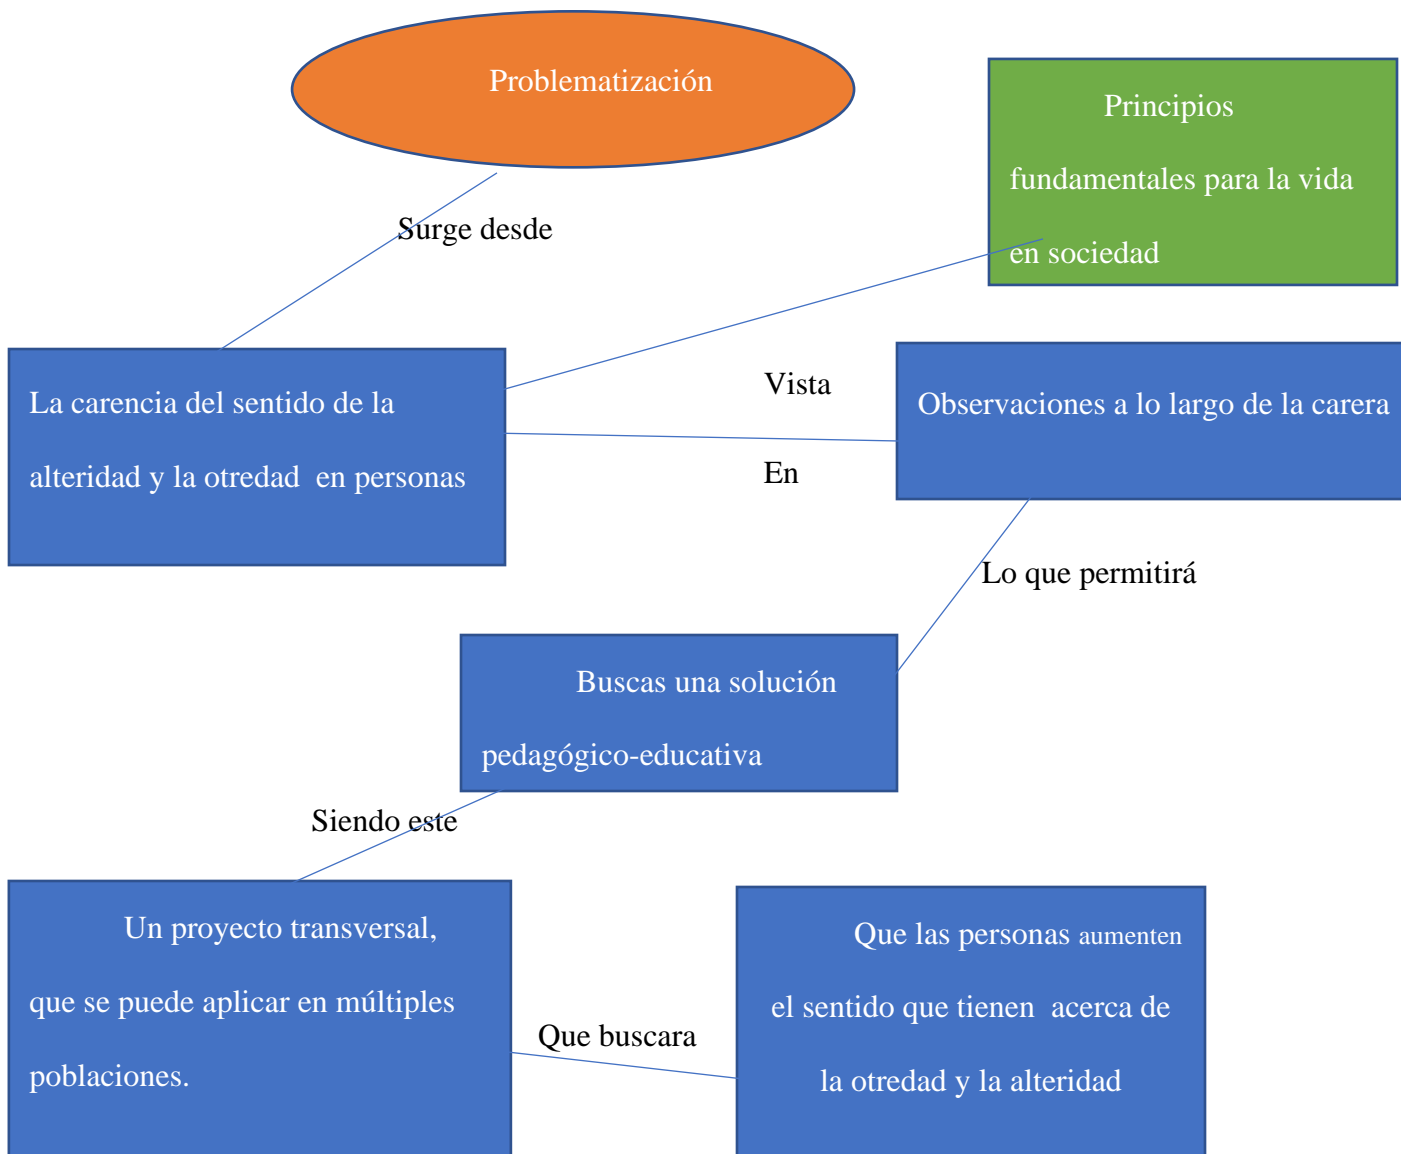 Problematización
Principios
fundamentales para la vida
en sociedad
Surge desde
La carencia del sentido de la
alteridad y la otredad  en personas
Vista
En
Observaciones a lo largo de la carera
Lo que permitirá
Buscas una solución
pedagógico-educativa
Siendo este
Un proyecto transversal,
que se puede aplicar en múltiples
poblaciones.
Que buscara
Que las personas aumenten
el sentido que tienen  acerca de
la otredad y la alteridad